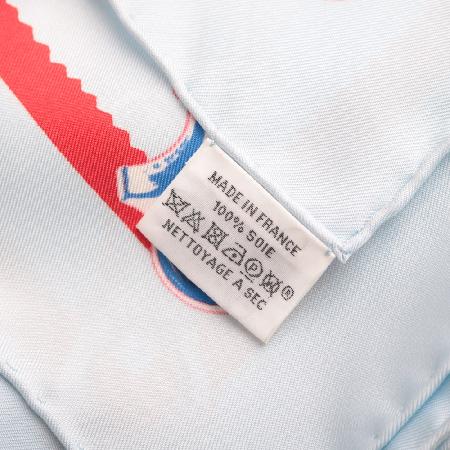 MADE IN FRANCE
100% SOIE
P ®
NETTOYAGE A SEC